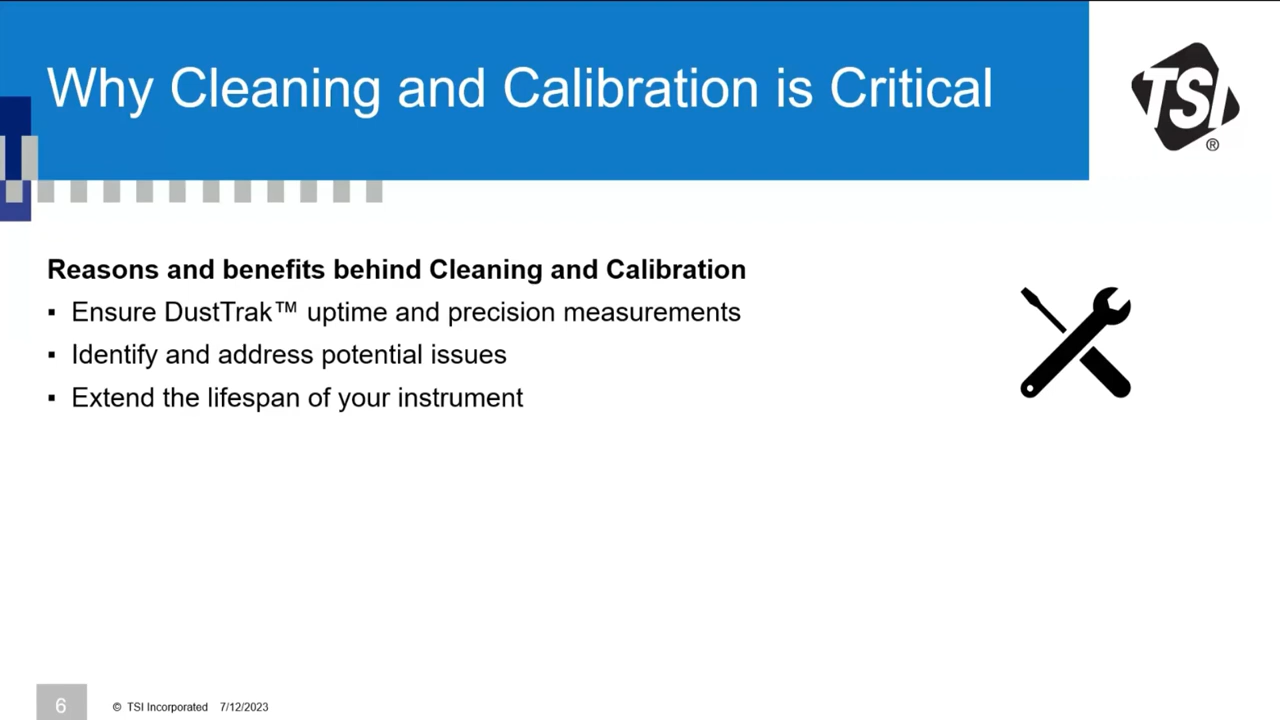 Why Cleaning and Calibration is Critical
TSI
®
Reasons and benefits behind Cleaning and Calibration
▪ Ensure DustTrak™ uptime and precision measurements
▪ Identify and address potential issues
▪ Extend the lifespan of your instrument
6
© TSI Incorporated 7/12/2023